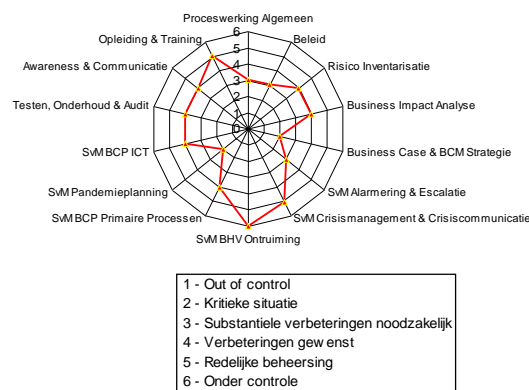 Proceswerking Algemeen
6
Opleiding & Training
Beleid
5
Awareness & Communicatie
Risico Inventarisatie
4
3
2
Testen, Onderhoud & Audit
Business Impact Analyse
1
0
SvM BCP ICT
Business Case & BCM Strategie
SvM Pandemieplanning
SvM Alarmering & Escalatie
SvM BCP Primaire Processen
SvM Crisismanagement & Crisiscommunicatie
SvM BHV Ontruiming
1 - Out of control
2 - Kritieke situatie
3 - Substantiele verbeteringen noodzakelijk
4 - Verbeteringen gewenst
5 - Redelijke beheersing
6 - Onder controle